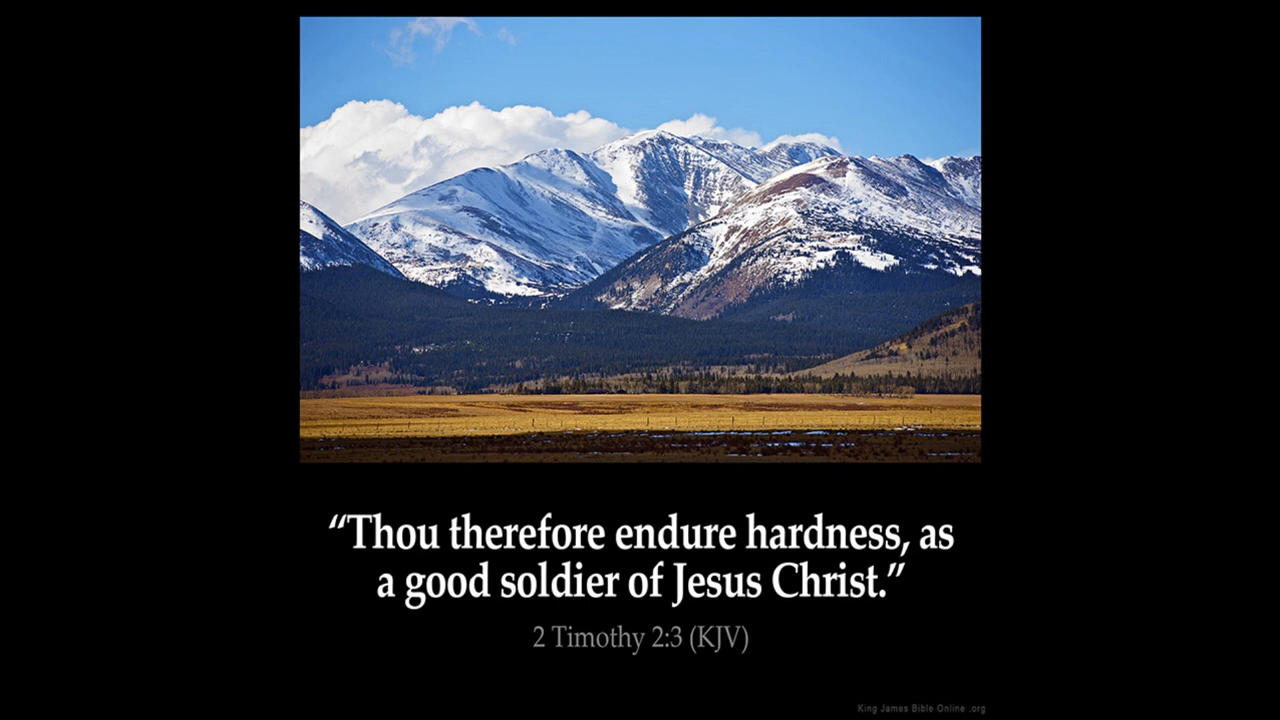 “Thou therefore endure hardness, as
a good soldier of Jesus Christ.”
2 Timothy 2:3 (KJV)
King James Bible Online .org